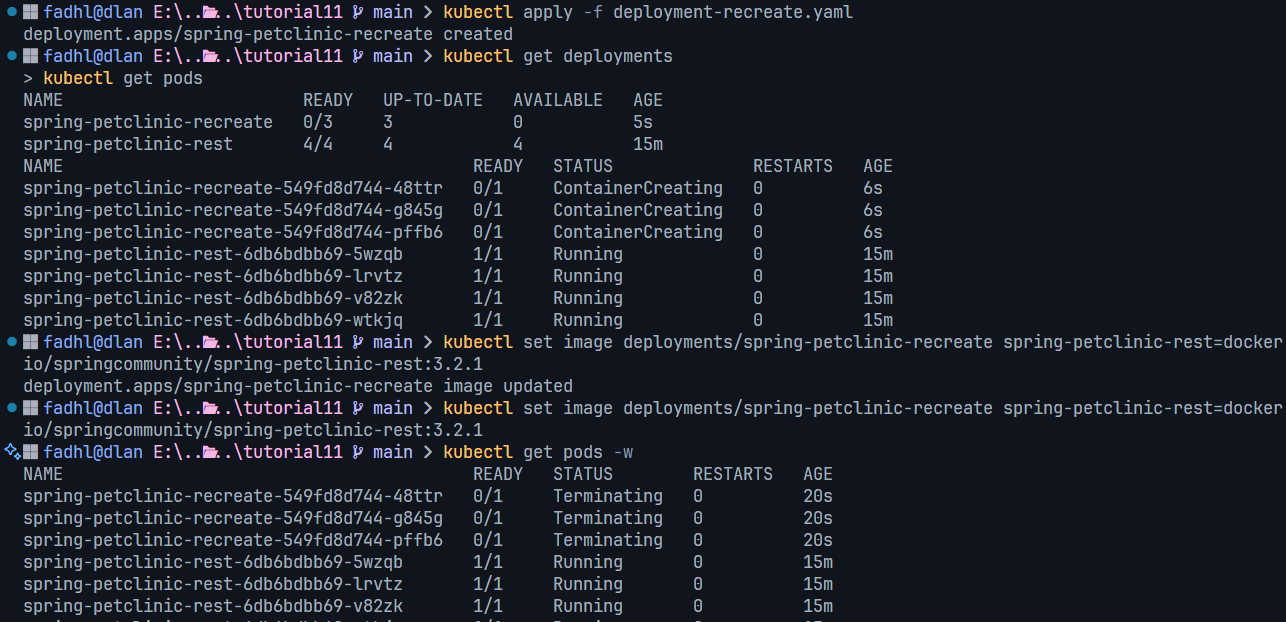 fadhl@dlan E:\..\..\tutorial11 main > kubectl apply -f deployment-recreate.yaml
deployment.apps/spring-petclinic-recreate created
fadhl@dlan E:\..\..\tutorial11 main > kubectl get deployments
> kubectl get pods
NAME READY UP-TO-DATE AVAILABLE AGE
spring-petclinic-recreate 0/3 3 0 5s
spring-petclinic-rest 4/4 4 4 15m
NAME READY STATUS RESTARTS AGE
spring-petclinic-recreate-549fd8d744-48ttr 0/1 ContainerCreating 0 6s
spring-petclinic-recreate-549fd8d744-g845g 0/1 ContainerCreating 0 6s
spring-petclinic-recreate-549fd8d744-pffb6 0/1 ContainerCreating 0 6s
spring-petclinic-rest-6db6bdbb69-5wzqb 1/1 Running 0 15m
spring-petclinic-rest-6db6bdbb69-lrvtz 1/1 Running 0 15m
spring-petclinic-rest-6db6bdbb69-v82zk 1/1 Running 0 15m
spring-petclinic-rest-6db6bdbb69-wtkjq 1/1 Running 0 15m
fadhl@dlan E:\..\..\tutorial11 main > kubectl set image deployments/spring-petclinic-recreate spring-petclinic-rest=docker
io/springcommunity/spring-petclinic-rest:3.2.1
deployment.apps/spring-petclinic-recreate image updated
fadhl@dlan E:\..\..\tutorial11 main > kubectl set image deployments/spring-petclinic-recreate spring-petclinic-rest=docker
io/springcommunity/spring-petclinic-rest:3.2.1
fadhl@dlan E:\..\..\tutorial11 main > kubectl get pods -w
NAME READY STATUS RESTARTS AGE
spring-petclinic-recreate-549fd8d744-48ttr 0/1 Terminating 0 20s
spring-petclinic-recreate-549fd8d744-g845g 0/1 Terminating 0 20s
spring-petclinic-recreate-549fd8d744-pffb6 0/1 Terminating 0 20s
spring-petclinic-rest-6db6bdbb69-5wzqb 1/1 Running 0 15m
spring-petclinic-rest-6db6bdbb69-lrvtz 1/1 Running 0 15m
spring-petclinic-rest-6db6bdbb69-v82zk 1/1 Running 0 15m